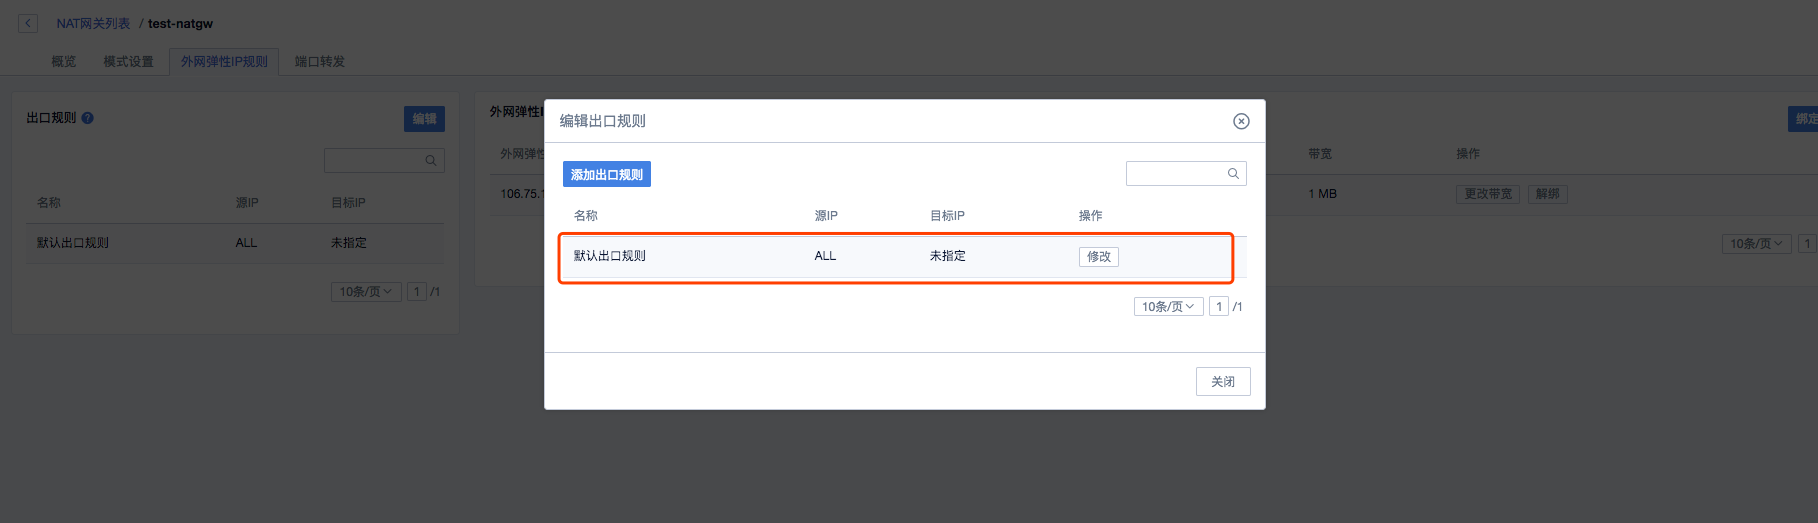 NAT网关列表 / test-natgw
概览 模式设置 外网弹性IP规则 端口转发
出口规则 ? 编辑
名称 源IP 目标IP
默认出口规则 ALL 未指定
10条/页 1 /1
外网弹性
绑定
外网弹性 带宽 操作
106.75.1 1 MB 更改带宽 解绑
10条/页 1
编辑出口规则
添加出口规则
名称 源IP 目标IP 操作
默认出口规则 ALL 未指定 修改
10条/页 1 /1
关闭